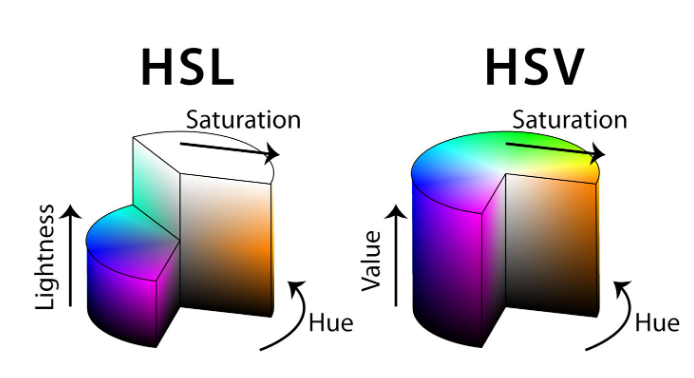 HSL
Saturation
Lightness
Hue
HSV
Saturation
Value
Hue